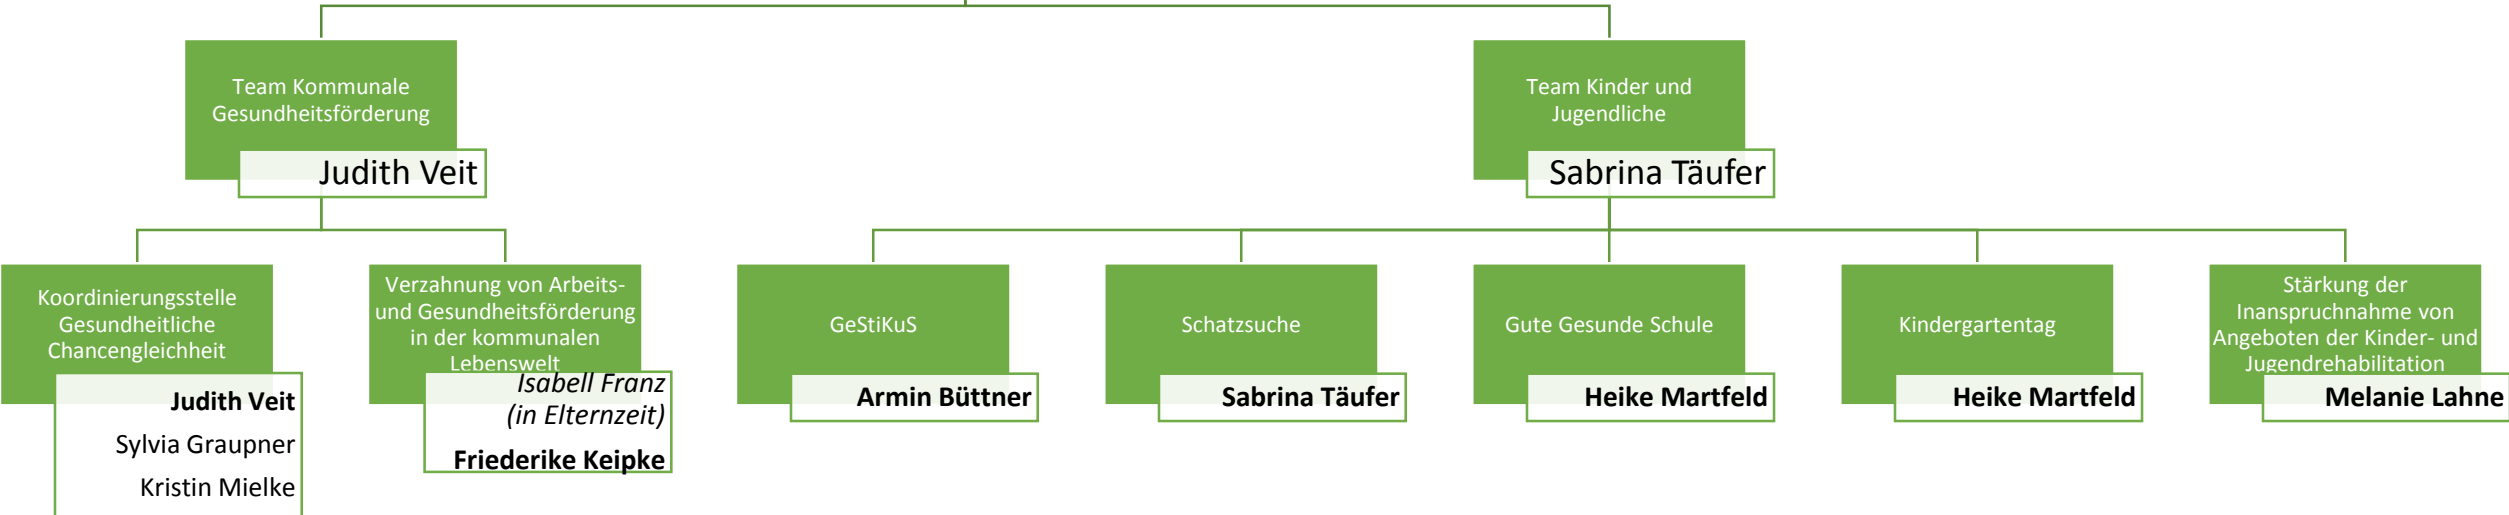 Team Kommunale
Gesundheitsförderung
Judith Veit
Team Kinder und
Jugendliche
Sabrina Täufer
Koordinierungsstelle
Gesundheitliche
Chancengleichheit
Judith Veit
Sylvia Graupner
Kristin Mielke
Verzahnung von Arbeits-
und Gesundheitsförderung
in der kommunalen
Lebenswelt
Isabell Franz
(in Elternzeit)
Friederike Keipke
GeStiKuS
Armin Büttner
Schatzsuche
Sabrina Täufer
Gute Gesunde Schule
Heike Martfeld
Kindergartentag
Heike Martfeld
Stärkung der
Inanspruchnahme von
Angeboten der Kinder- und
Jugendrehabilitation
Melanie Lahne